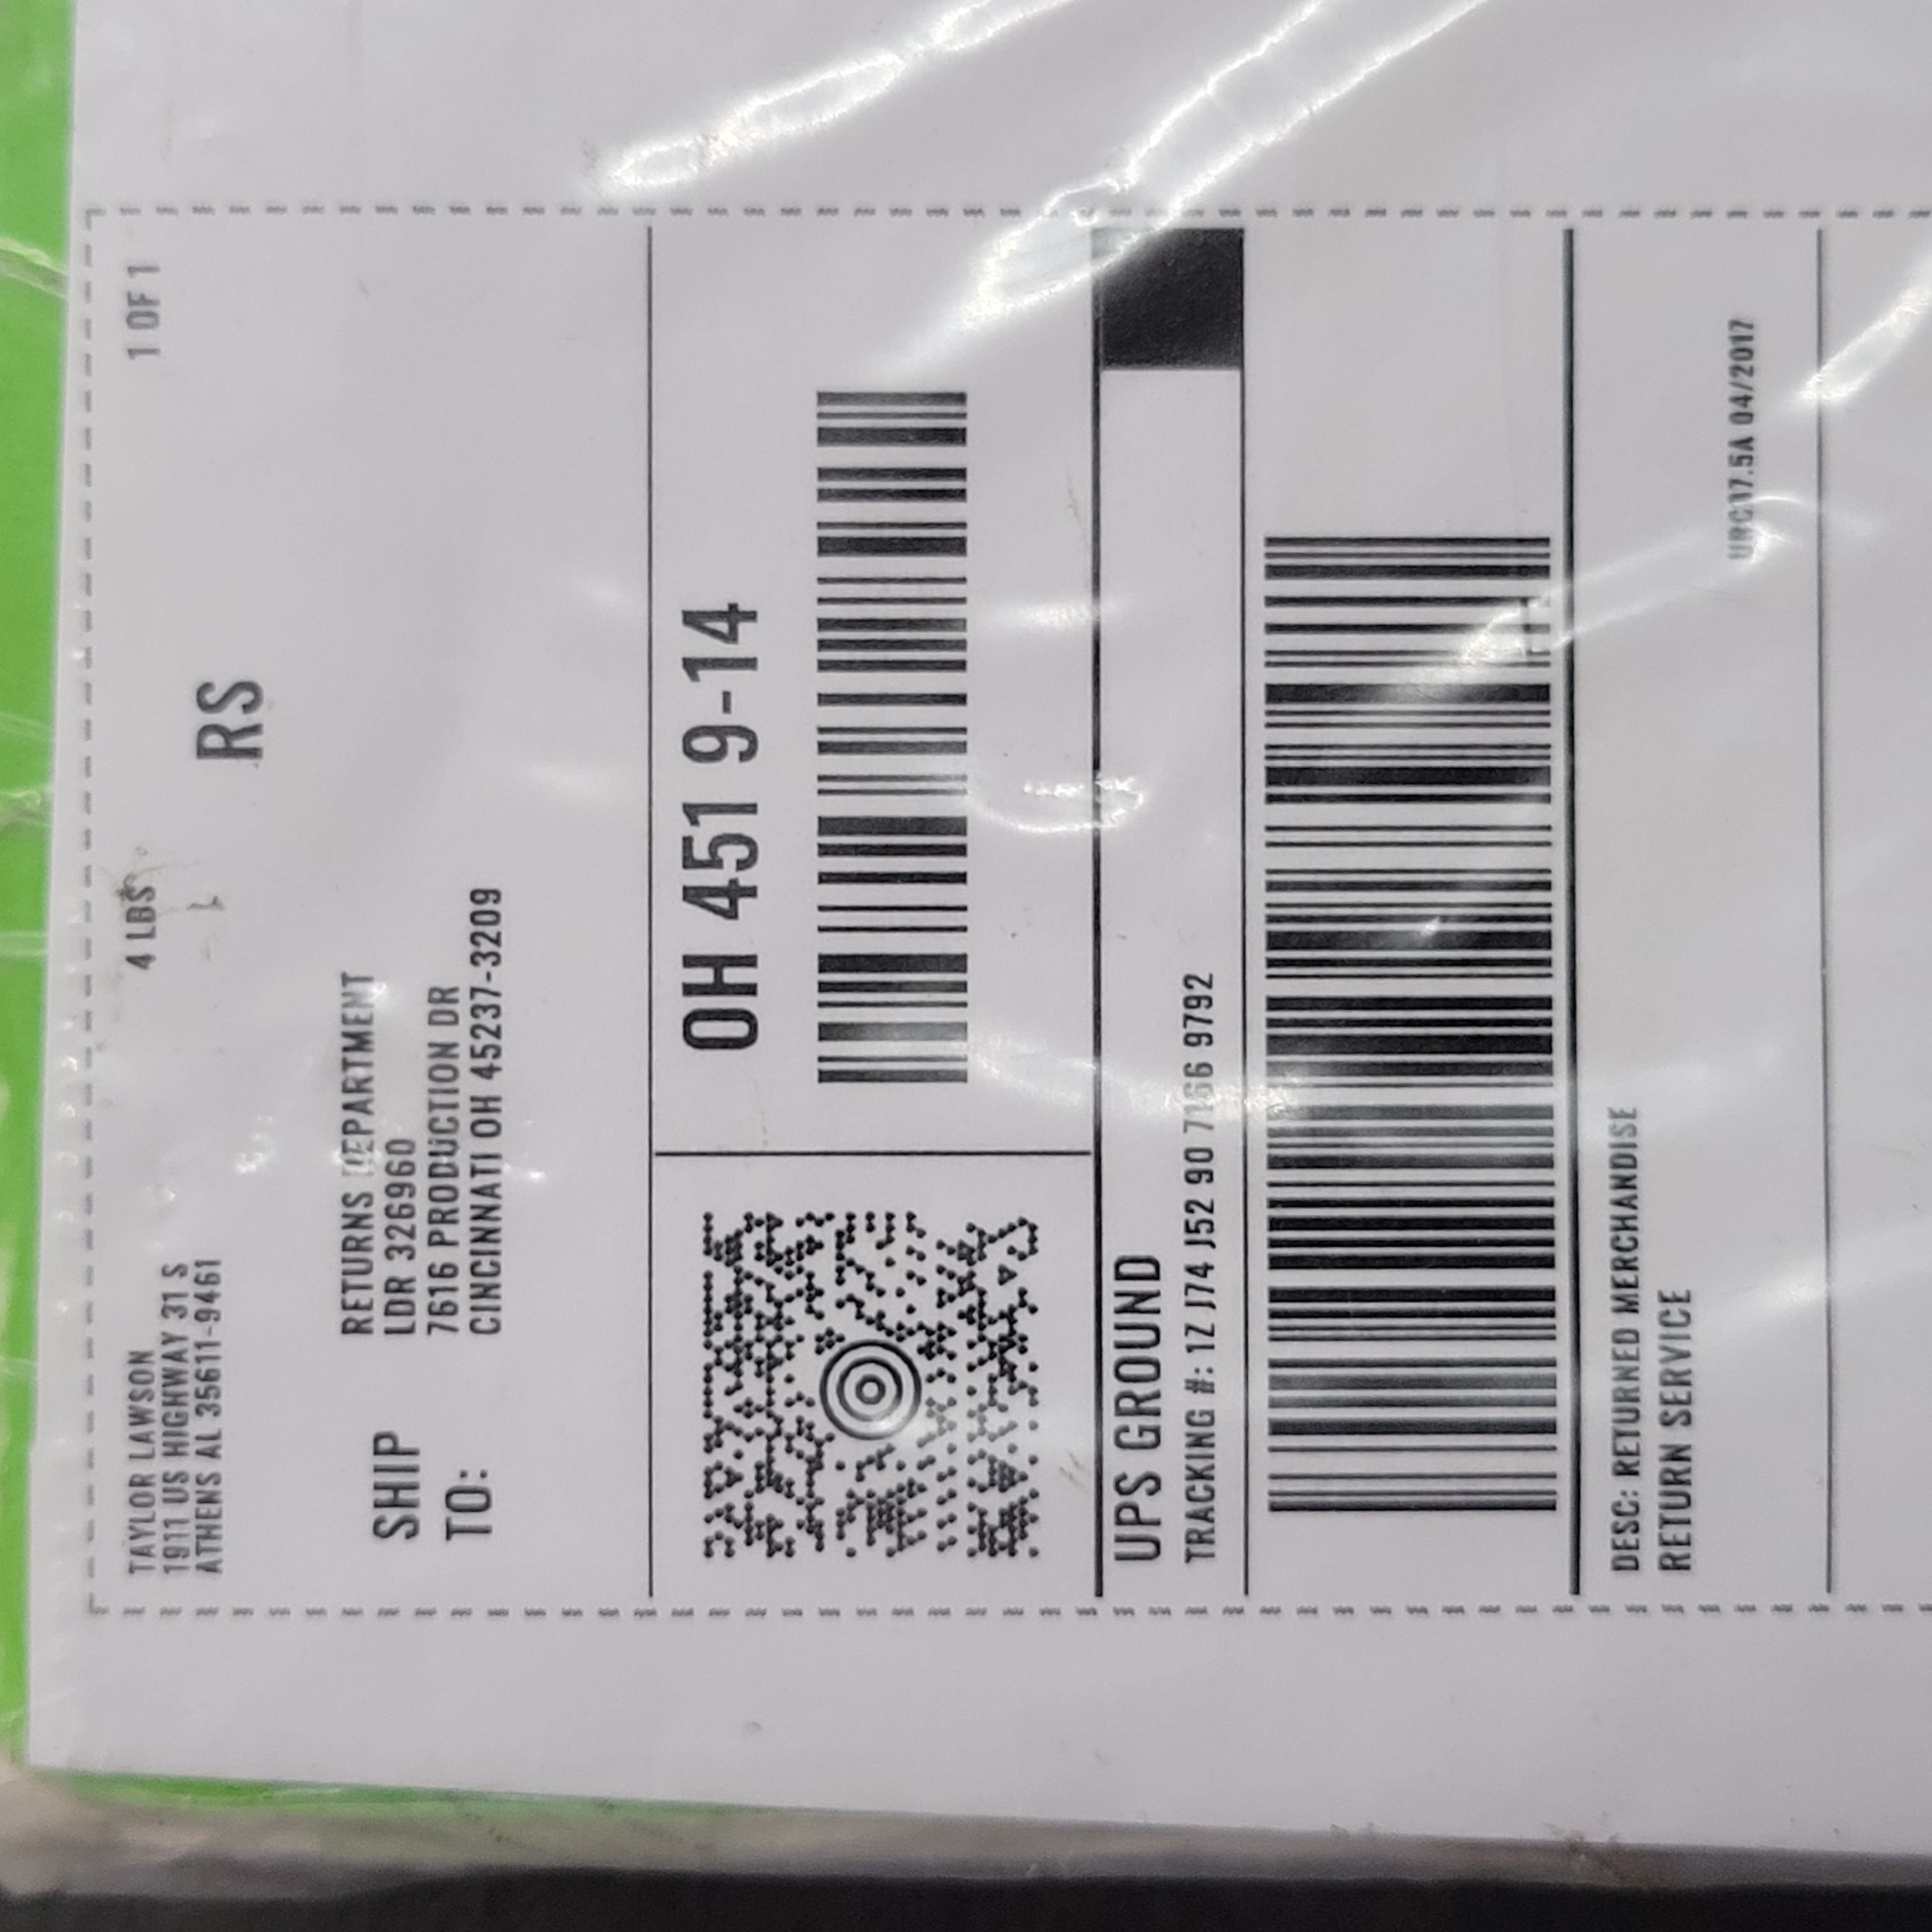 TAYLOR LAWSON
1911 US HIGHWAY 31 S
ATHENS AL 35611-9461
4 LBS
1 OF 1
RS
SHIP TO:
RETURNS DEPARTMENT
LDR 3269960
7616 PRODUCTION DR
CINCINNATI OH 45237-3209
OH 451 9-14
UPS GROUND
TRACKING #: 1Z J74 J52 90 7166 9792
DESC: RETURNED MERCHANDISE
RETURN SERVICE
URC17.5A 04/2017